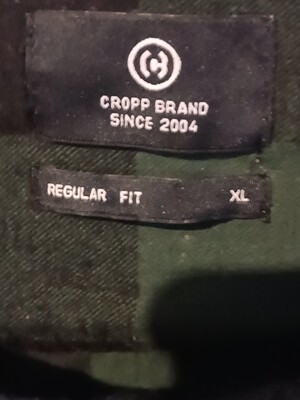 CROPP BRAND
SINCE 2004
REGULAR FIT XL